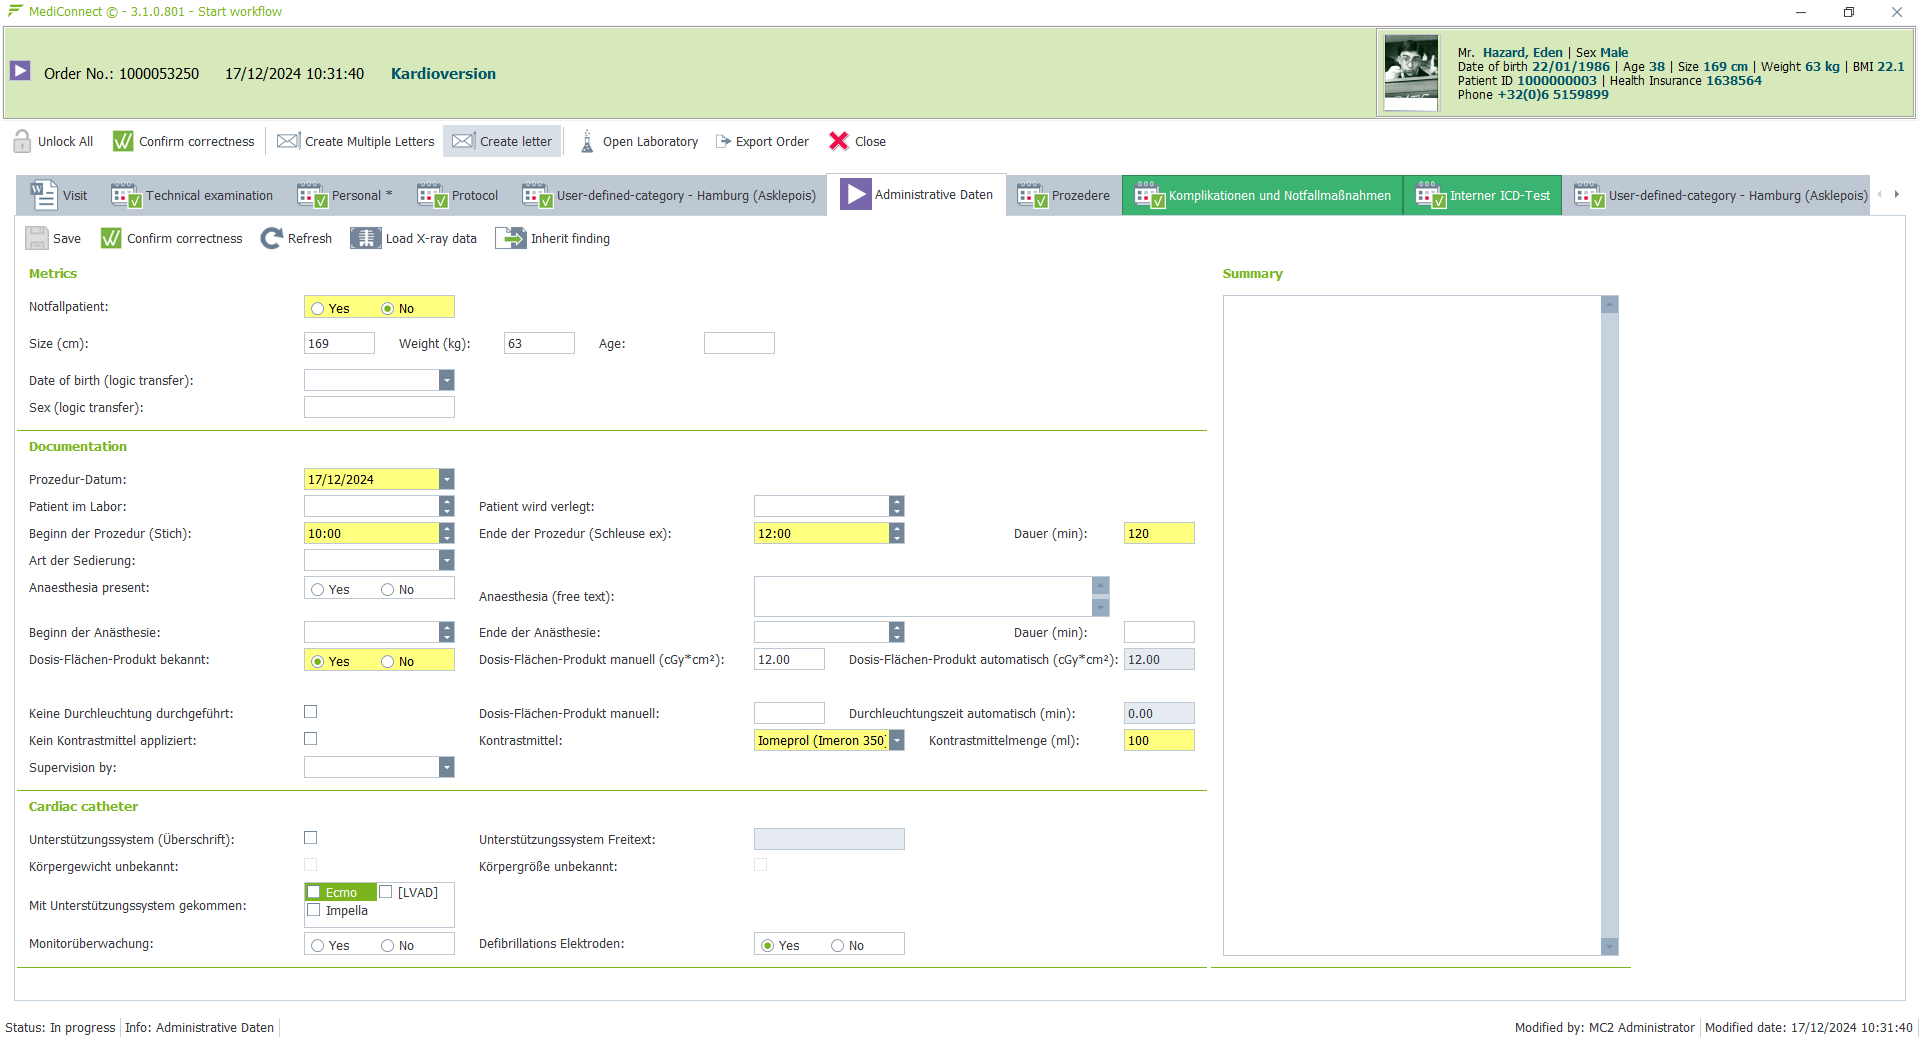 MediConnect © - 3.1.0.801 - Start workflow
Order No.: 1000053250 17/12/2024 10:31:40 Kardioversion
Mr. Hazard, Eden | Sex Male
Date of birth 22/01/1986 | Age 38 | Size 169 cm | Weight 63 kg | BMI 22.1
Patient ID 1000000003 | Health Insurance 1638564
Phone +32(0)6 5159899
Unlock All Confirm correctness Create Multiple Letters Create letter Open Laboratory Export Order Close
Visit Technical examination Personal * Protocol User-defined-category - Hamburg (Asklepois) Administrative Daten Prozedere Komplikationen und Notfallmaßnahmen Interner ICD-Test User-defined-category - Hamburg (Asklepois)
Save Confirm correctness Refresh Load X-ray data Inherit finding
Metrics
Notfallpatient: Yes No
Size (cm): 169 Weight (kg): 63 Age:
Date of birth (logic transfer):
Sex (logic transfer):
Documentation
Prozedur-Datum: 17/12/2024
Patient im Labor: Patient wird verlegt:
Beginn der Prozedur (Stich): 10:00 Ende der Prozedur (Schleuse ex): 12:00 Dauer (min): 120
Art der Sedierung:
Anaesthesia present: Yes No Anaesthesia (free text):
Beginn der Anästhesie: Ende der Anästhesie: Dauer (min):
Dosis-Flächen-Produkt bekannt: Yes No Dosis-Flächen-Produkt manuell (cGy*cm²): 12.00 Dosis-Flächen-Produkt automatisch (cGy*cm²): 12.00
Keine Durchleuchtung durchgeführt: Dosis-Flächen-Produkt manuell: Durchleuchtungszeit automatisch (min): 0.00
Kein Kontrastmittel appliziert: Kontrastmittel: Iomeprol (Imeron 350) Kontrastmittelmenge (ml): 100
Supervision by:
Cardiac catheter
Unterstützungssystem (Überschrift): Unterstützungssystem Freitext:
Körpergewicht unbekannt: Körpergröße unbekannt:
Mit Unterstützungssystem gekommen: Ecmo [LVAD]
Impella
Monitorüberwachung: Yes No Defibrillations Elektroden: Yes No
Summary
Status: In progress Info: Administrative Daten Modified by: MC2 Administrator Modified date: 17/12/2024 10:31:40